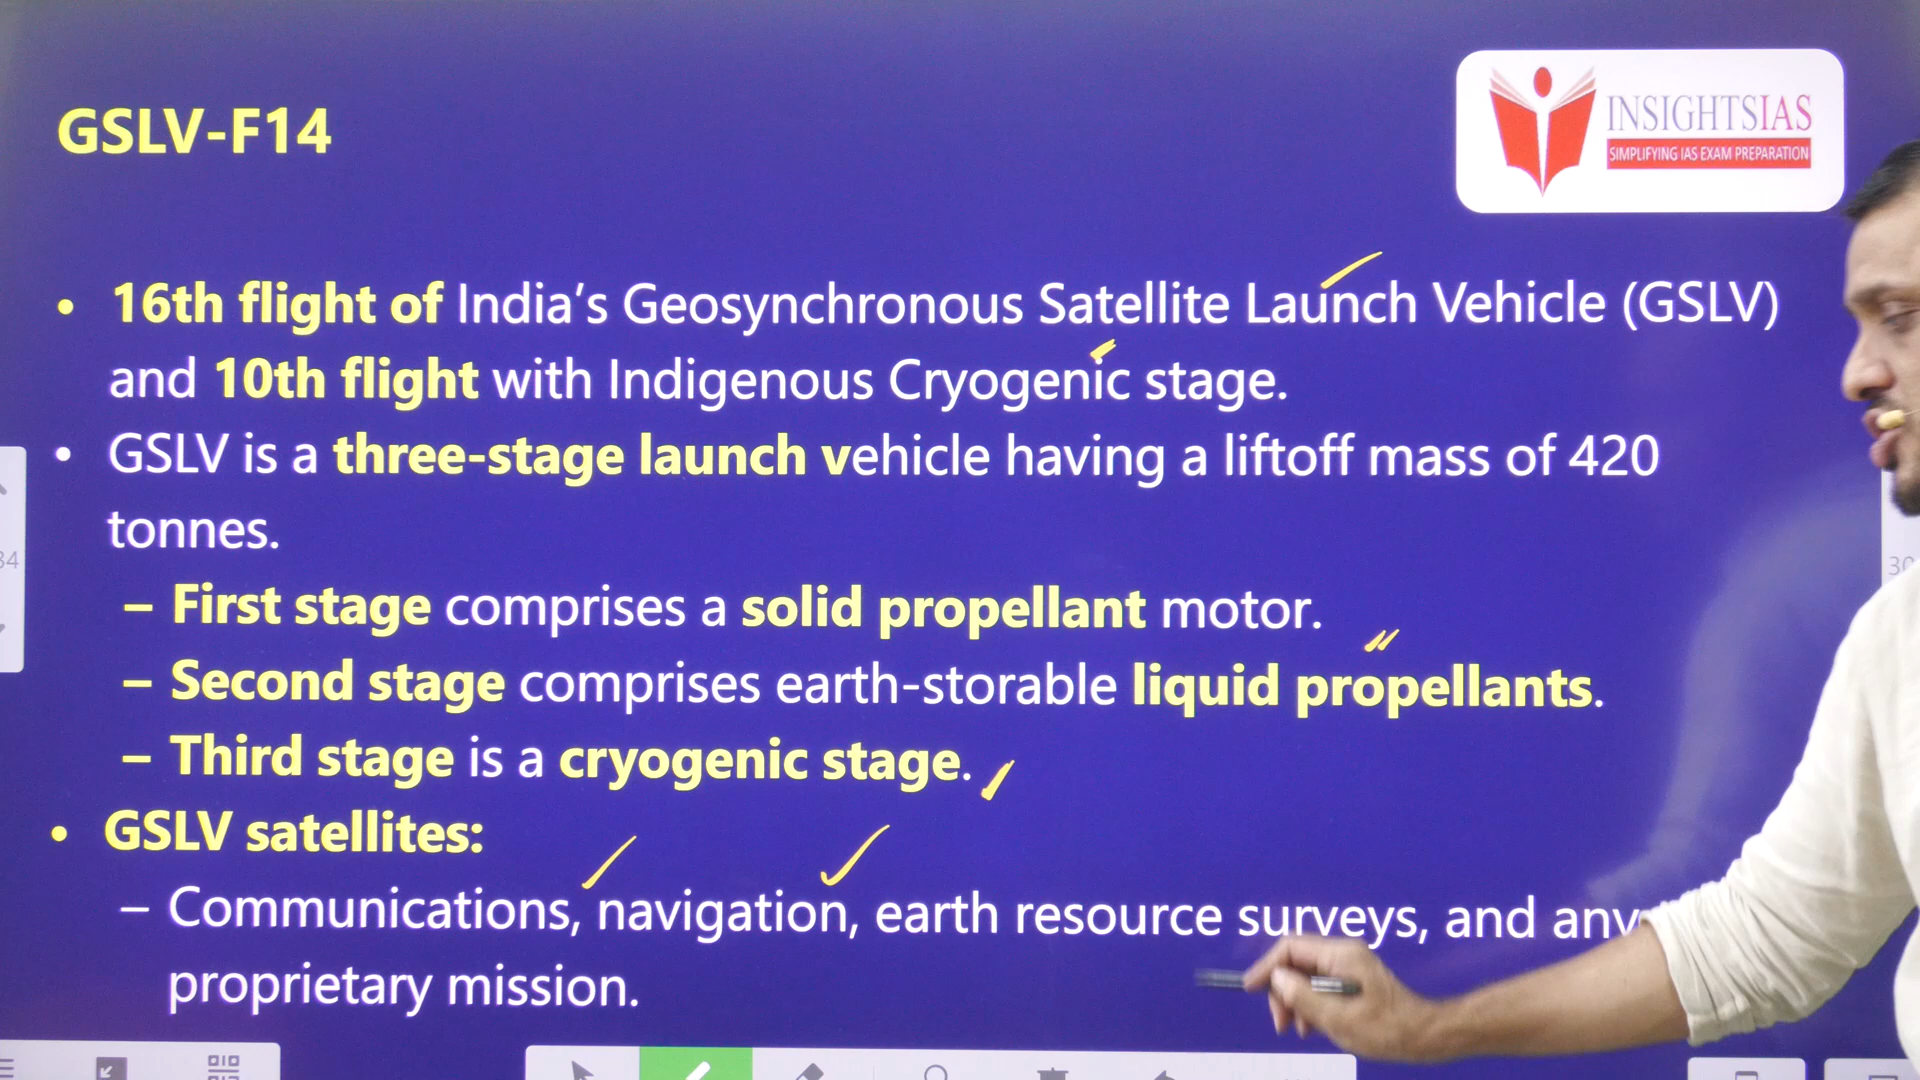 GSLV-F14
INSIGHTSIAS
SIMPLIFYING IAS EXAM PREPARATION
• 16th flight of India’s Geosynchronous Satellite Launch Vehicle (GSLV)
and 10th flight with Indigenous Cryogenic stage.
• GSLV is a three-stage launch vehicle having a liftoff mass of 420
tonnes.
– First stage comprises a solid propellant motor.
– Second stage comprises earth-storable liquid propellants.
– Third stage is a cryogenic stage.
• GSLV satellites:
– Communications, navigation, earth resource surveys, and any
proprietary mission.
34
30